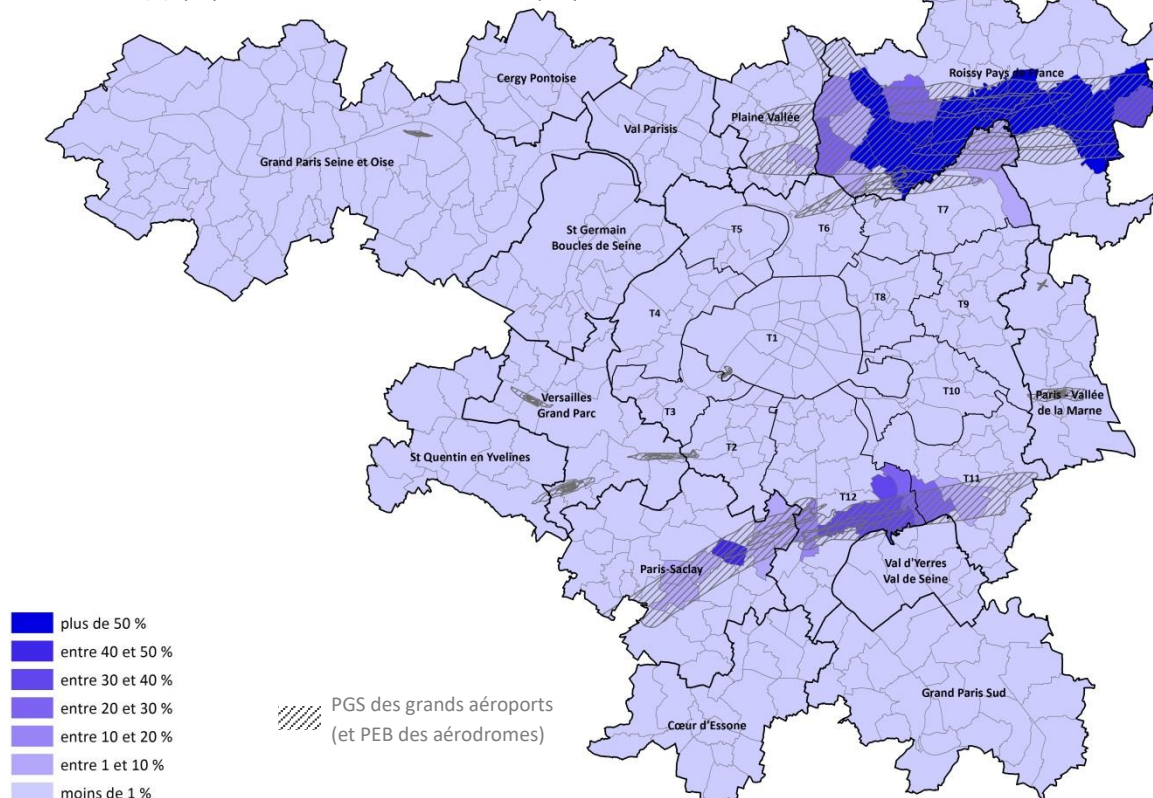 Cergy Pontoise
Roissy Pays de France
Plaine Vallée
Val Parisis
Grand Paris Seine et Oise
St Germain
Boucles de Seine
T5
T6
T7
T4
T8
T9
T1
Versailles
Grand Parc
T3
T10
Paris - Vallée
de la Marne
St Quentin en Yvelines
T2
T11
T12
Paris-Saclay
Val d'Yerres
Val de Seine
Grand Paris Sud
Cœur d'Essone
plus de 50 %
entre 40 et 50 %
entre 30 et 40 %
entre 20 et 30 %
entre 10 et 20 %
entre 1 et 10 %
moins de 1 %
PGS des grands aéroports
(et PEB des aérodromes)